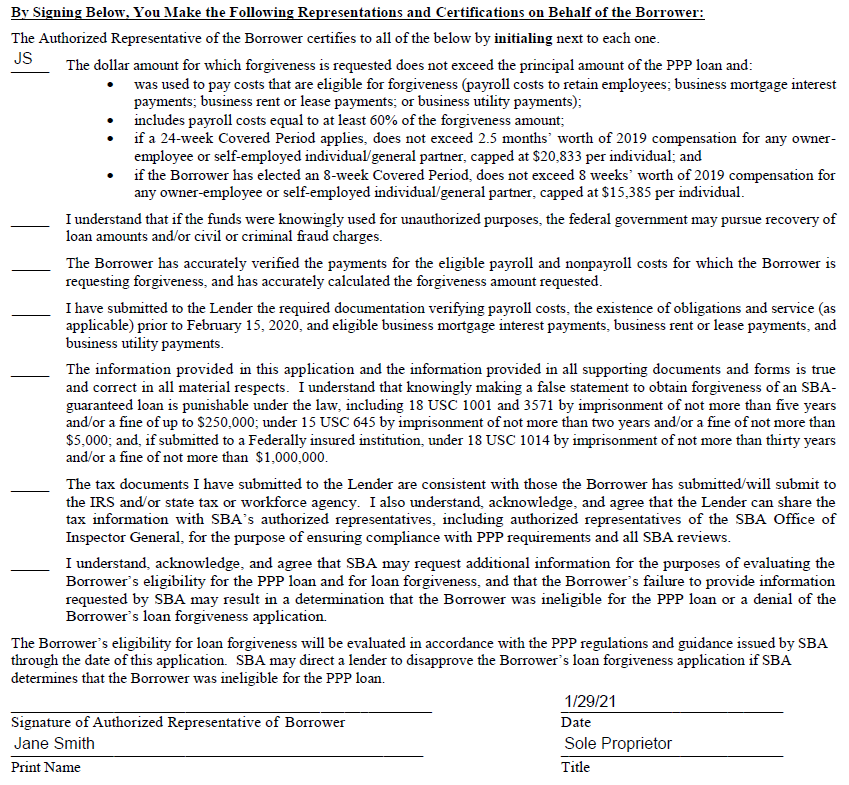 By Signing Below, You Make the Following Representations and Certifications on Behalf of the Borrower:
The Authorized Representative of the Borrower certifies to all of the below by initialing next to each one.
JS The dollar amount for which forgiveness is requested does not exceed the principal amount of the PPP loan and:
• was used to pay costs that are eligible for forgiveness (payroll costs to retain employees; business mortgage interest
payments; business rent or lease payments; or business utility payments);
• includes payroll costs equal to at least 60% of the forgiveness amount;
• if a 24-week Covered Period applies, does not exceed 2.5 months’ worth of 2019 compensation for any owner-
employee or self-employed individual/general partner, capped at $20,833 per individual; and
• if the Borrower has elected an 8-week Covered Period, does not exceed 8 weeks’ worth of 2019 compensation for
any owner-employee or self-employed individual/general partner, capped at $15,385 per individual.
I understand that if the funds were knowingly used for unauthorized purposes, the federal government may pursue recovery of
loan amounts and/or civil or criminal fraud charges.
The Borrower has accurately verified the payments for the eligible payroll and nonpayroll costs for which the Borrower is
requesting forgiveness, and has accurately calculated the forgiveness amount requested.
I have submitted to the Lender the required documentation verifying payroll costs, the existence of obligations and service (as
applicable) prior to February 15, 2020, and eligible business mortgage interest payments, business rent or lease payments, and
business utility payments.
The information provided in this application and the information provided in all supporting documents and forms is true
and correct in all material respects. I understand that knowingly making a false statement to obtain forgiveness of an SBA-
guaranteed loan is punishable under the law, including 18 USC 1001 and 3571 by imprisonment of not more than five years
and/or a fine of up to $250,000; under 15 USC 645 by imprisonment of not more than two years and/or a fine of not more than
$5,000; and, if submitted to a Federally insured institution, under 18 USC 1014 by imprisonment of not more than thirty years
and/or a fine of not more than $1,000,000.
The tax documents I have submitted to the Lender are consistent with those the Borrower has submitted/will submit to
the IRS and/or state tax or workforce agency. I also understand, acknowledge, and agree that the Lender can share the
tax information with SBA’s authorized representatives, including authorized representatives of the SBA Office of
Inspector General, for the purpose of ensuring compliance with PPP requirements and all SBA reviews.
I understand, acknowledge, and agree that SBA may request additional information for the purposes of evaluating the
Borrower’s eligibility for the PPP loan and for loan forgiveness, and that the Borrower’s failure to provide information
requested by SBA may result in a determination that the Borrower was ineligible for the PPP loan or a denial of the
Borrower’s loan forgiveness application.
The Borrower’s eligibility for loan forgiveness will be evaluated in accordance with the PPP regulations and guidance issued by SBA
through the date of this application. SBA may direct a lender to disapprove the Borrower’s loan forgiveness application if SBA
determines that the Borrower was ineligible for the PPP loan.
1/29/21
Signature of Authorized Representative of Borrower Date
Jane Smith Sole Proprietor
Print Name Title